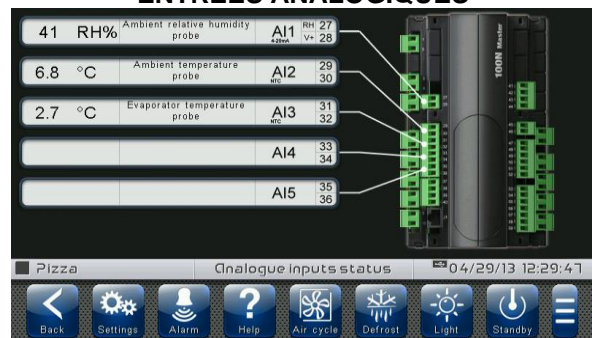 ENTREES ANALOGIQUES
41 RH% Ambient relative humidity probe AI1 4-20mA RH 27 V+ 28
6.8 °C Ambient temperature probe AI2 NTC 29 30
2.7 °C Evaporator temperature probe AI3 NTC 31 32
AI4 33 34
AI5 35 36
100N Master
Pizza Analogue inputs status 04/29/13 12:29:47
Back Settings Alarm Help Air cycle Defrost Light Standby